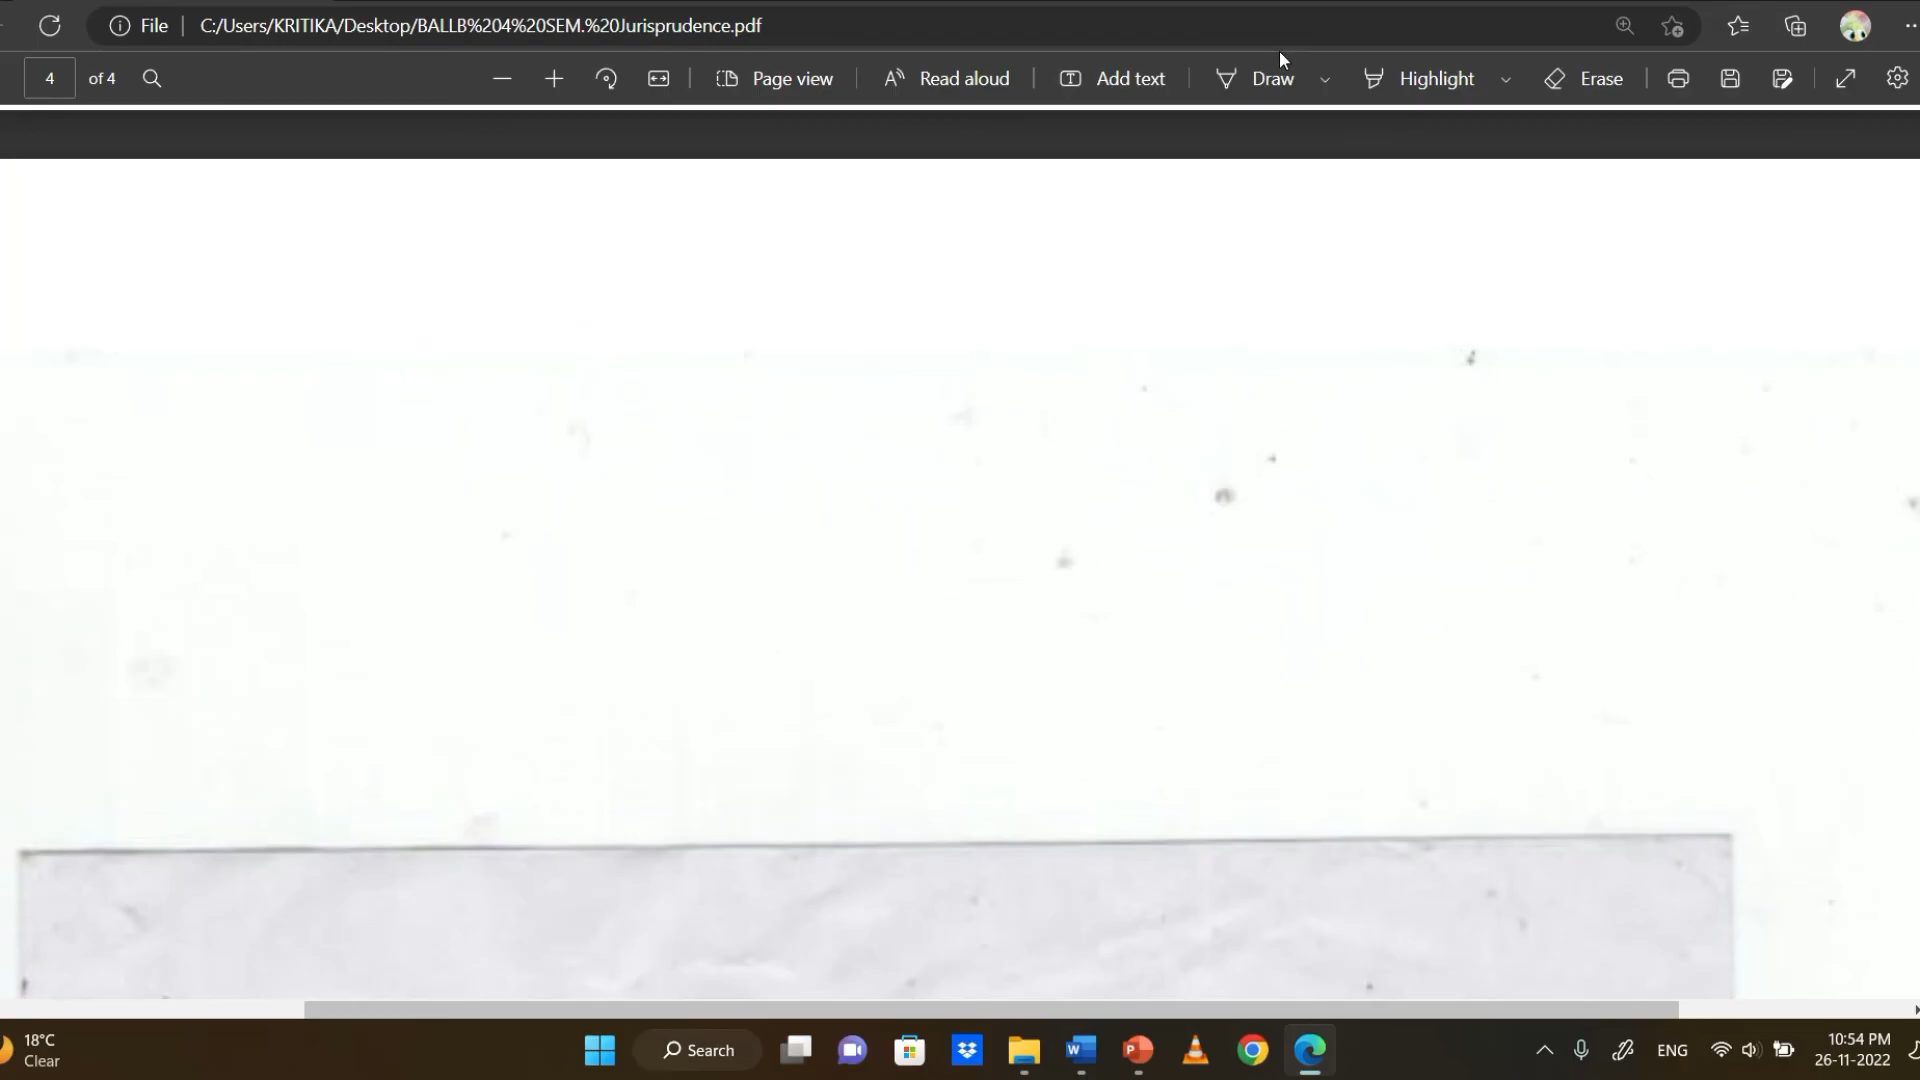 File
C:/Users/KRITIKA/Desktop/BALLB%204%20SEM.%20Jurisprudence.pdf
4
of 4
Page view
Read aloud
Add text
Draw
Highlight
Erase
18°C
Clear
Search
ENG
10:54 PM
26-11-2022